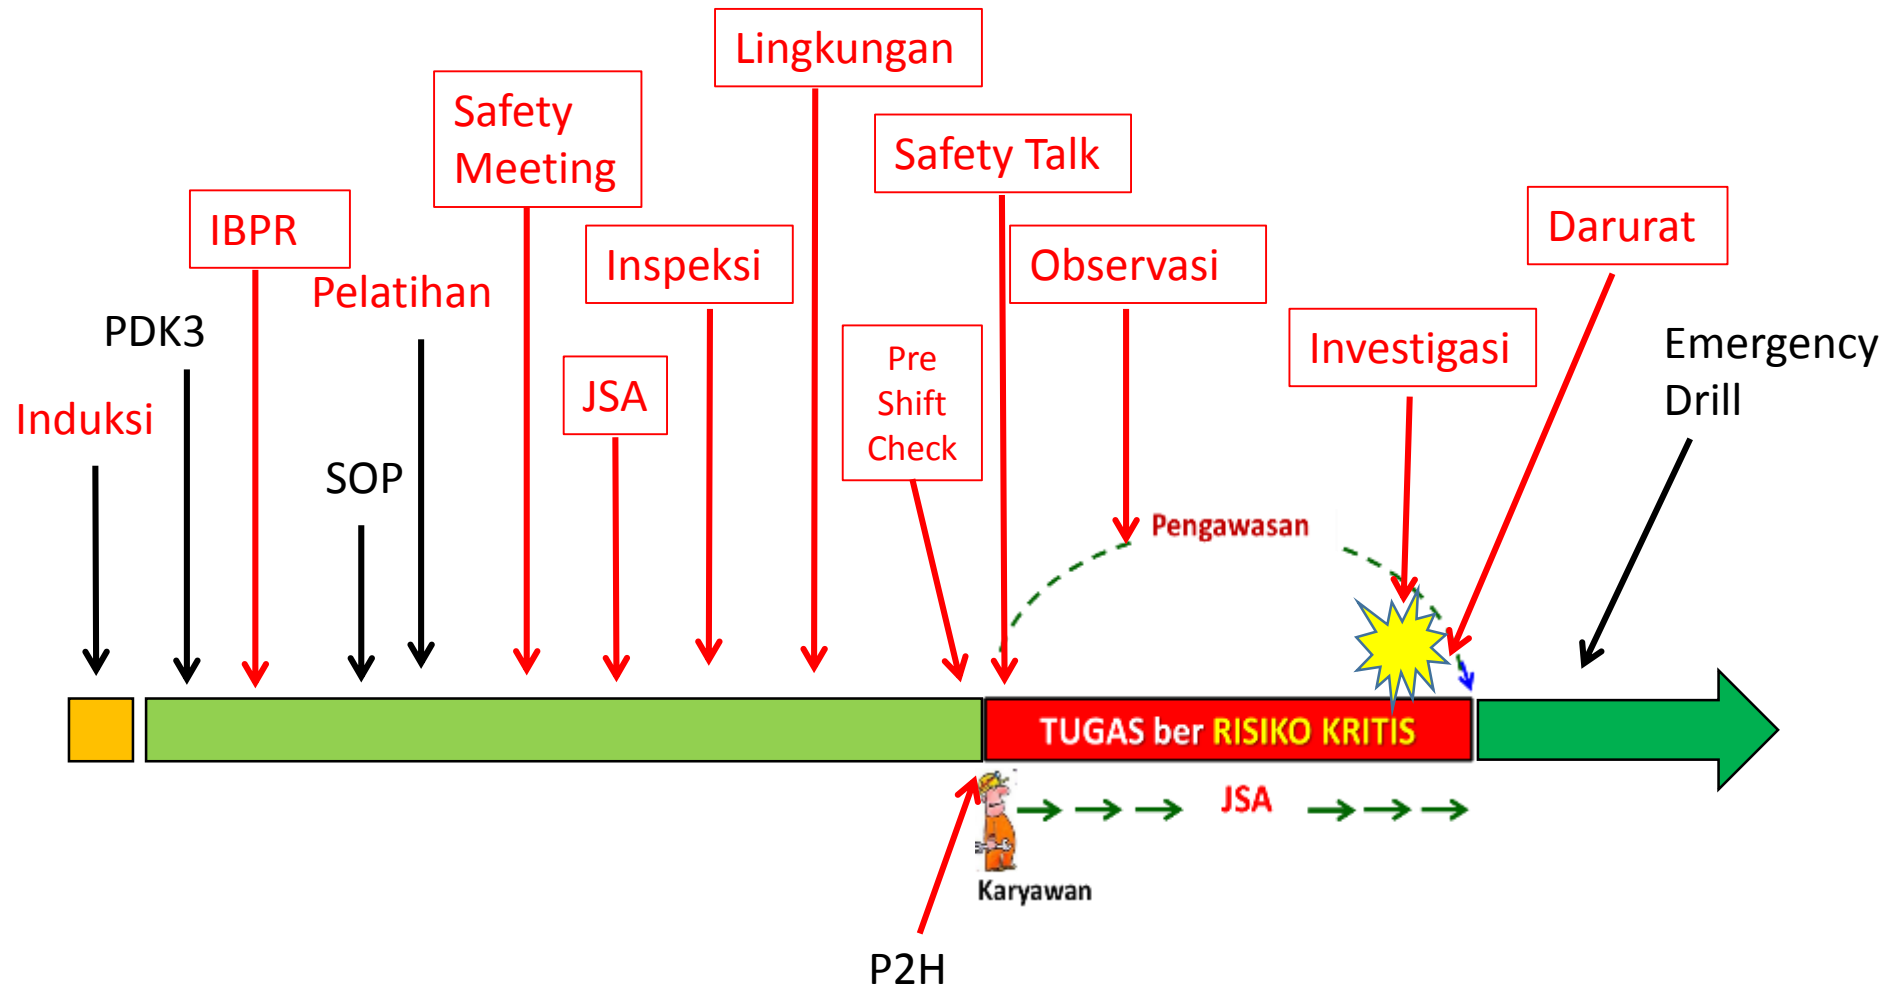 Lingkungan
Safety
Meeting
Safety Talk
IBPR
Darurat
Inspeksi
Observasi
Pelatihan
PDK3
Pre
Shift
Check
Investigasi
Emergency
Drill
JSA
Induksi
SOP
Pengawasan
TUGAS ber RISIKO KRITIS
JSA
Karyawan
P2H